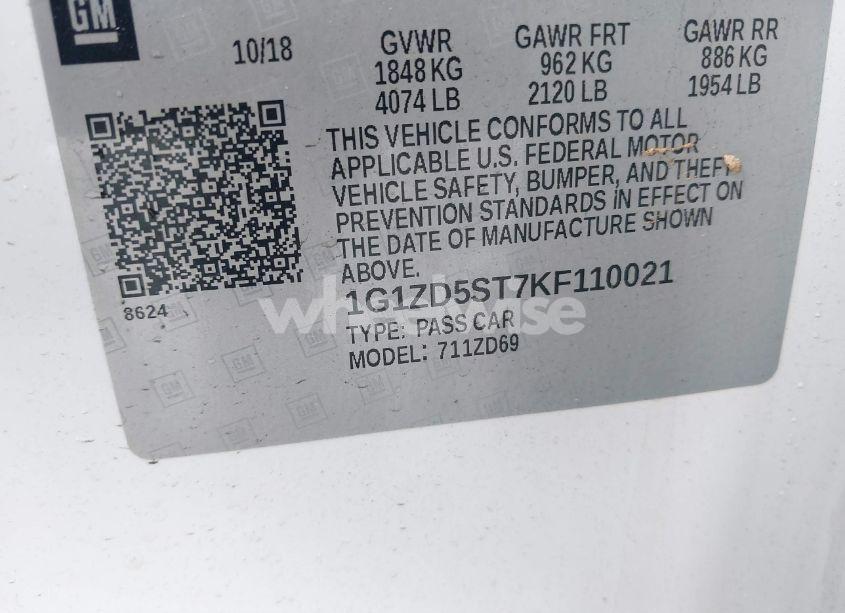 GM
10/18 GVWR GAWR FRT GAWR RR
1848 KG 962 KG 886 KG
4074 LB 2120 LB 1954 LB
THIS VEHICLE CONFORMS TO ALL
APPLICABLE U.S. FEDERAL MOTOR
VEHICLE SAFETY, BUMPER, AND THEFT
PREVENTION STANDARDS IN EFFECT ON
THE DATE OF MANUFACTURE SHOWN
ABOVE.
8624
1G1ZD5ST7KF110021
wheelwise
TYPE: PASS CAR
MODEL: 711ZD69